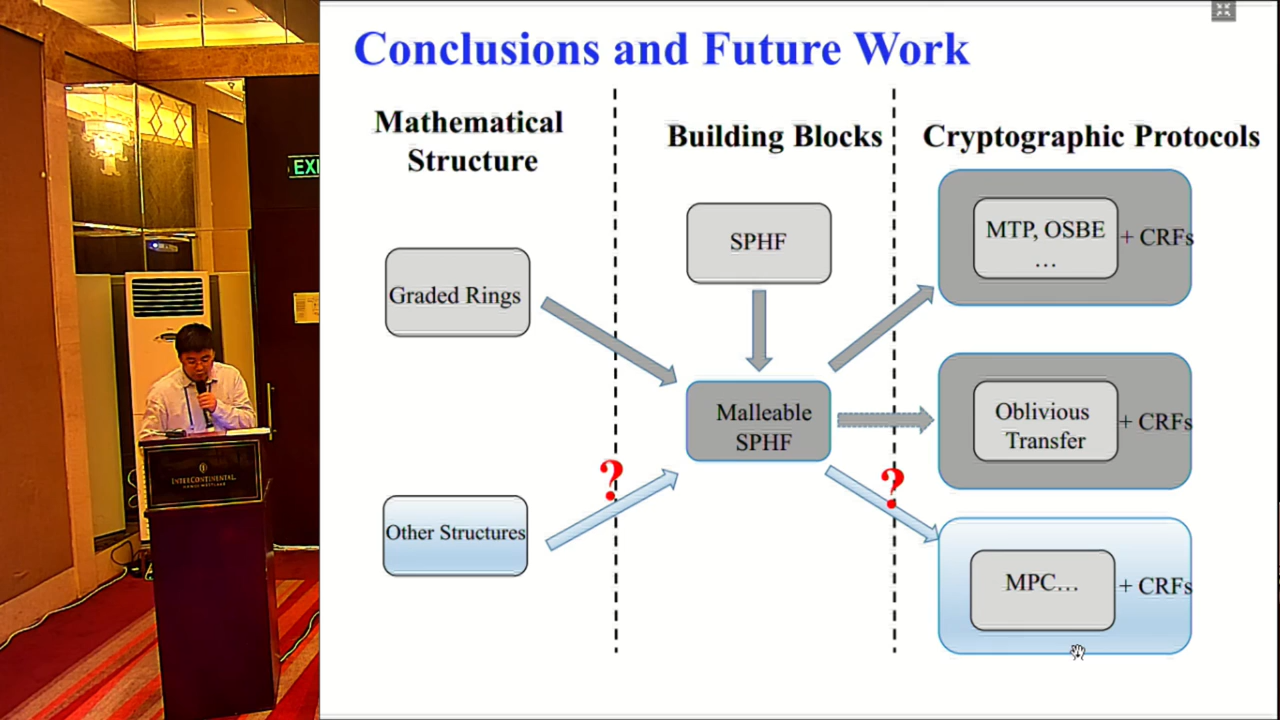 Conclusions and Future Work
Mathematical
Structure
Building Blocks
Cryptographic Protocols
Graded Rings
Other Structures
SPHF
Malleable
SPHF
?
?
MTP, OSBE
…
+ CRFs
Oblivious
Transfer
+ CRFs
MPC…
+ CRFs
EXI
INTERCONTINENTAL